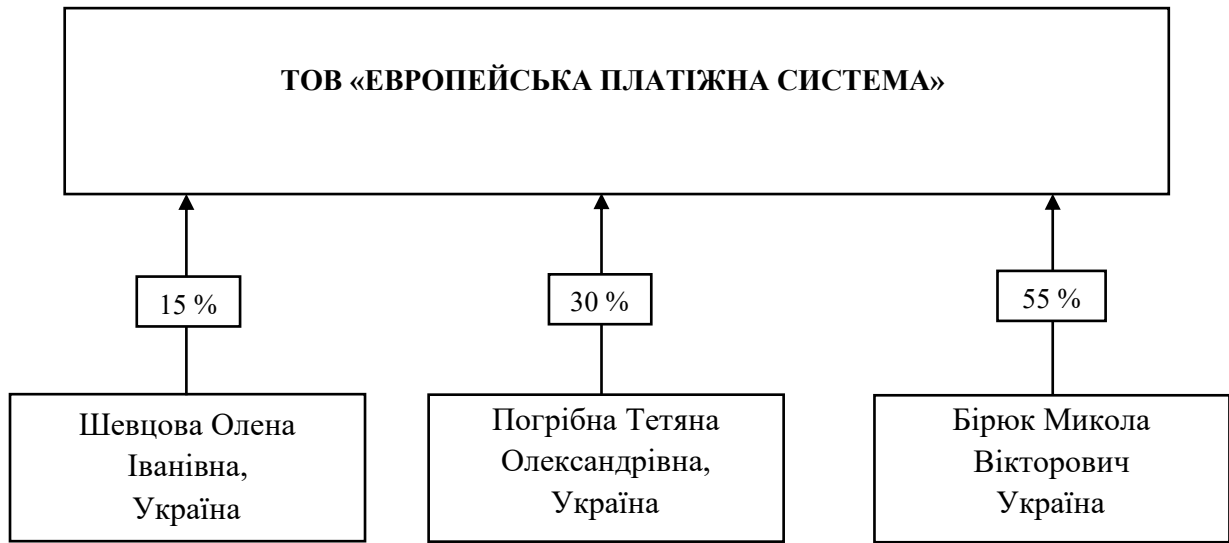 ТОВ «ЕВРОПЕЙСЬКА ПЛАТІЖНА СИСТЕМА»
15 %
30 %
55 %
Шевцова Олена
Іванівна,
Україна
Погрібна Тетяна
Олександрівна,
Україна
Бірюк Микола
Вікторович
Україна